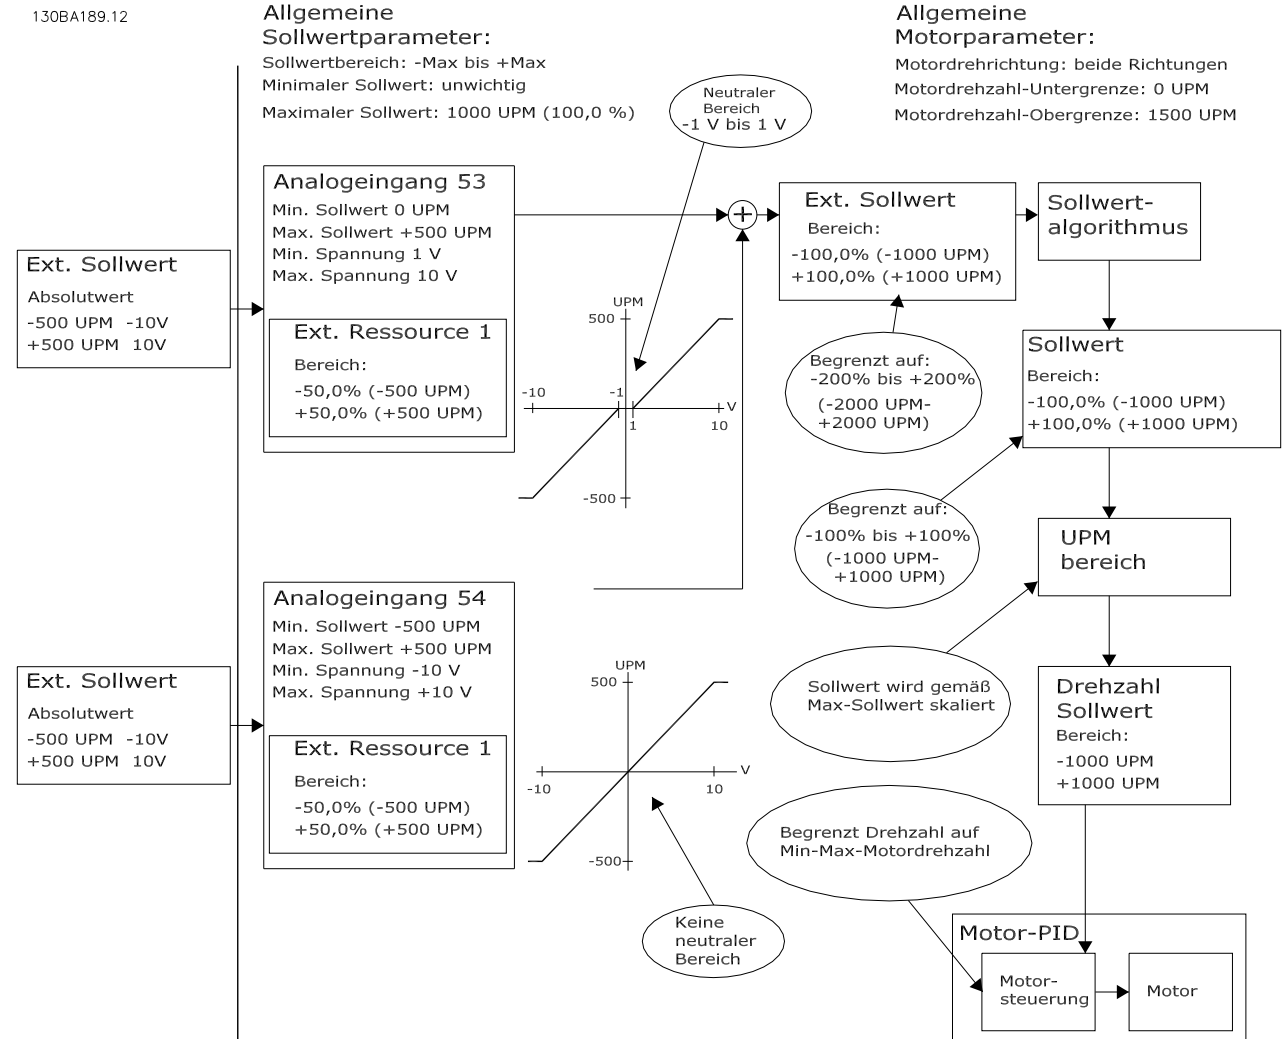 130BA189.12
Allgemeine
Sollwertparameter:
Sollwertbereich: -Max bis +Max
Minimaler Sollwert: unwichtig
Maximaler Sollwert: 1000 UPM (100,0 %)
Allgemeine
Motorparameter:
Motordrehrichtung: beide Richtungen
Motordrehzahl-Untergrenze: 0 UPM
Motordrehzahl-Obergrenze: 1500 UPM
Neutraler
Bereich
-1 V bis 1 V
Ext. Sollwert
Absolutwert
-500 UPM -10V
+500 UPM 10V
Analogeingang 53
Min. Sollwert 0 UPM
Max. Sollwert +500 UPM
Min. Spannung 1 V
Max. Spannung 10 V
Ext. Ressource 1
Bereich:
-50,0% (-500 UPM)
+50,0% (+500 UPM)
UPM
500
-10
-1
V
1
10
-500
Ext. Sollwert
Bereich:
-100,0% (-1000 UPM)
+100,0% (+1000 UPM)
Sollwert-
algorithmus
Begrenzt auf:
-200% bis +200%
(-2000 UPM-
+2000 UPM)
Sollwert
Bereich:
-100,0% (-1000 UPM)
+100,0% (+1000 UPM)
Begrenzt auf:
-100% bis +100%
(-1000 UPM-
+1000 UPM)
UPM
bereich
Ext. Sollwert
Absolutwert
-500 UPM -10V
+500 UPM 10V
Analogeingang 54
Min. Sollwert -500 UPM
Max. Sollwert +500 UPM
Min. Spannung -10 V
Max. Spannung +10 V
Ext. Ressource 1
Bereich:
-50,0% (-500 UPM)
+50,0% (+500 UPM)
UPM
500
V
-10
10
-500
Keine
neutraler
Bereich
Sollwert wird gemäß
Max-Sollwert skaliert
Drehzahl
Sollwert
Bereich:
-1000 UPM
+1000 UPM
Begrenzt Drehzahl auf
Min-Max-Motordrehzahl
Motor-PID
Motor-
steuerung
Motor